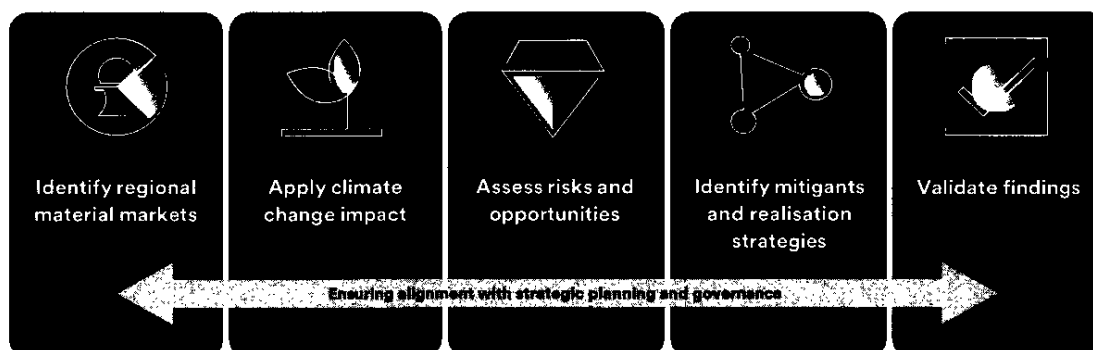 Identify regional
material markets
Apply climate
change impact
Assess risks and
opportunities
Identify mitigants
and realisation
strategies
Validate findings
Ensuring alignment with strategic planning and governance